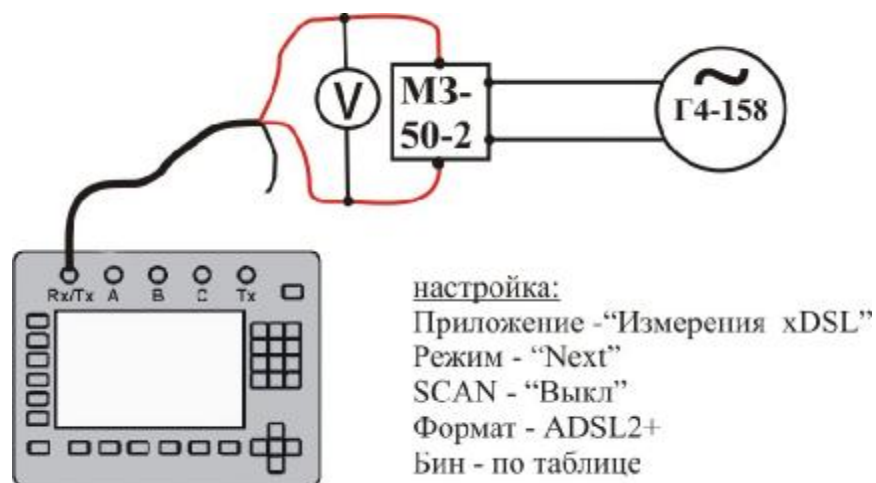 V
МЗ-
50-2
~
Г4-158
Rx/Tx A B C Tx
настройка:
Приложение -“Измерения xDSL”
Режим - “Next”
SCAN - “Выкл”
Формат - ADSL2+
Бин - по таблице